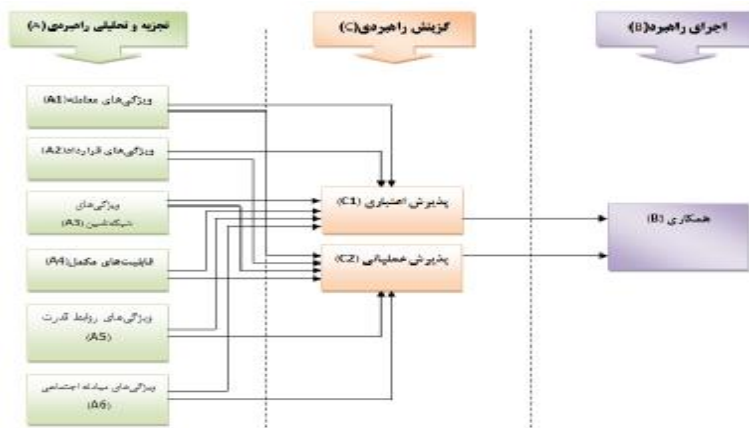 تجزیه و تحلیلی راهبردی(A)
گزینش راهبردی(C)
اجرای راهبرد(B)
ویژگی‌های معامله(A1)
ویژگی‌های قرارداد(A2)
ویژگی‌های
شبکه‌تامین (A3)
قابلیت‌های مکمل(A4)
ویژگی‌های روابط قدرت
(A5)
ویژگی‌های مبادله اجتماعی
(A6)
پذیرش اعتباری (C1)
پذیرش عملیاتی (C2)
همکاری (B)